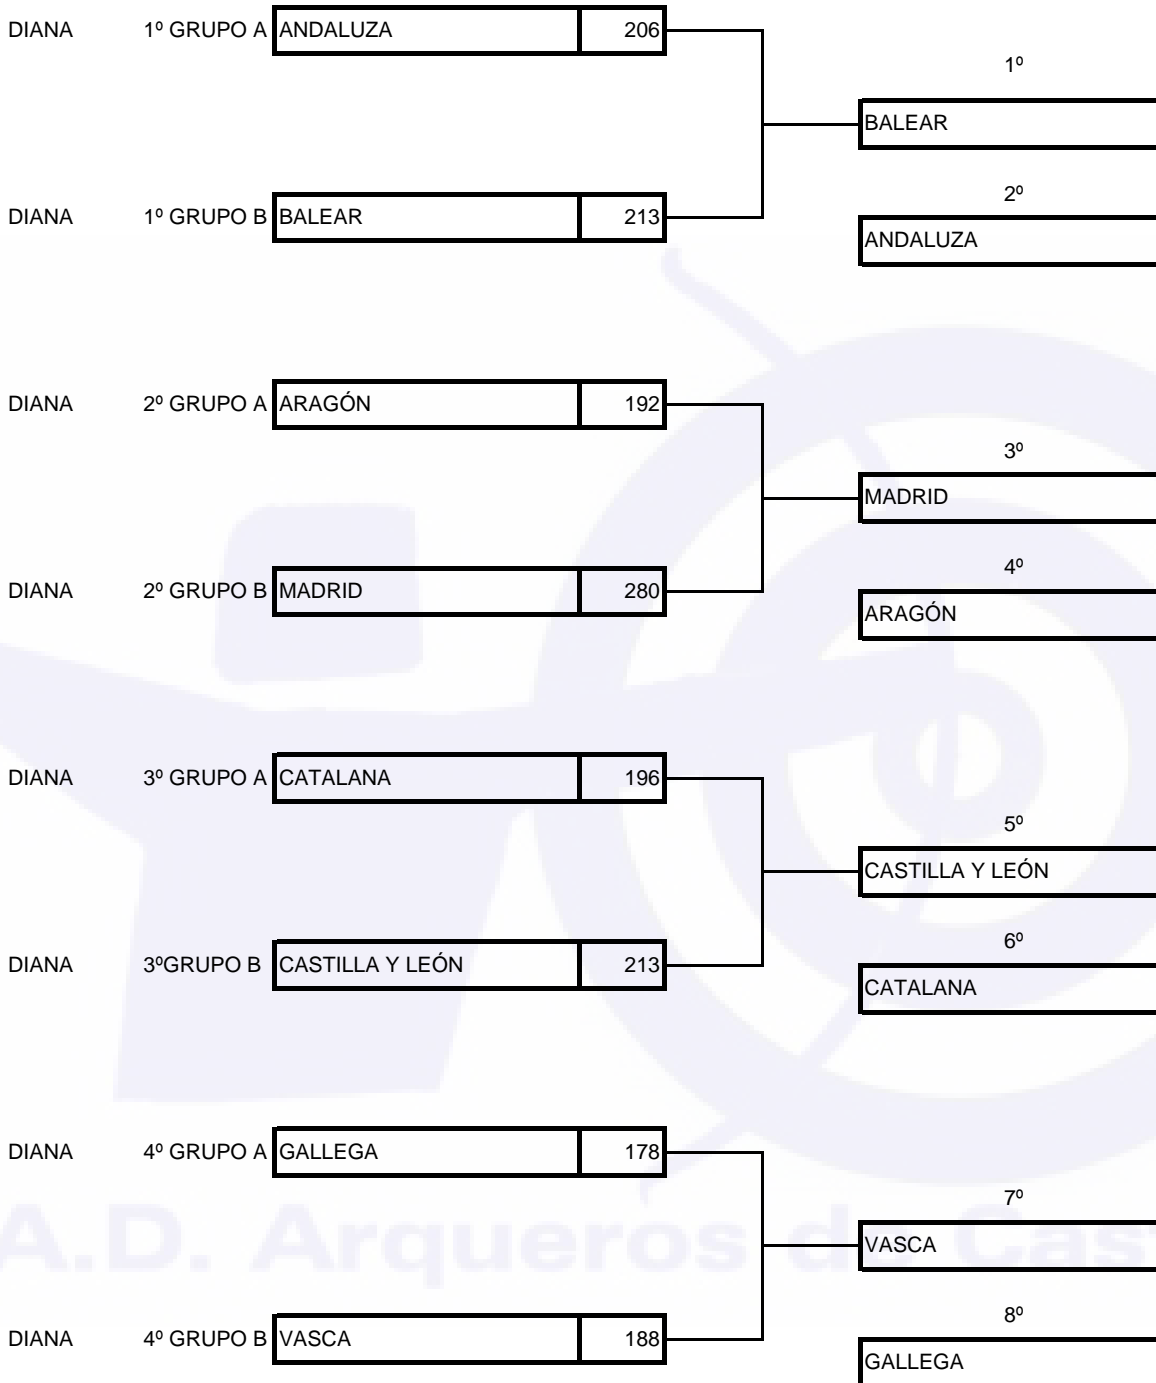 DIANA 1º GRUPO A ANDALUZA 206
1º
BALEAR
2º
DIANA 1º GRUPO B BALEAR 213
ANDALUZA
DIANA 2º GRUPO A ARAGÓN 192
3º
MADRID
4º
DIANA 2º GRUPO B MADRID 280
ARAGÓN
DIANA 3º GRUPO A CATALANA 196
5º
CASTILLA Y LEÓN
6º
DIANA 3ºGRUPO B CASTILLA Y LEÓN 213
CATALANA
DIANA 4º GRUPO A GALLEGA 178
7º
A.D. Arqueros de Cast
VASCA
8º
DIANA 4º GRUPO B VASCA 188
GALLEGA